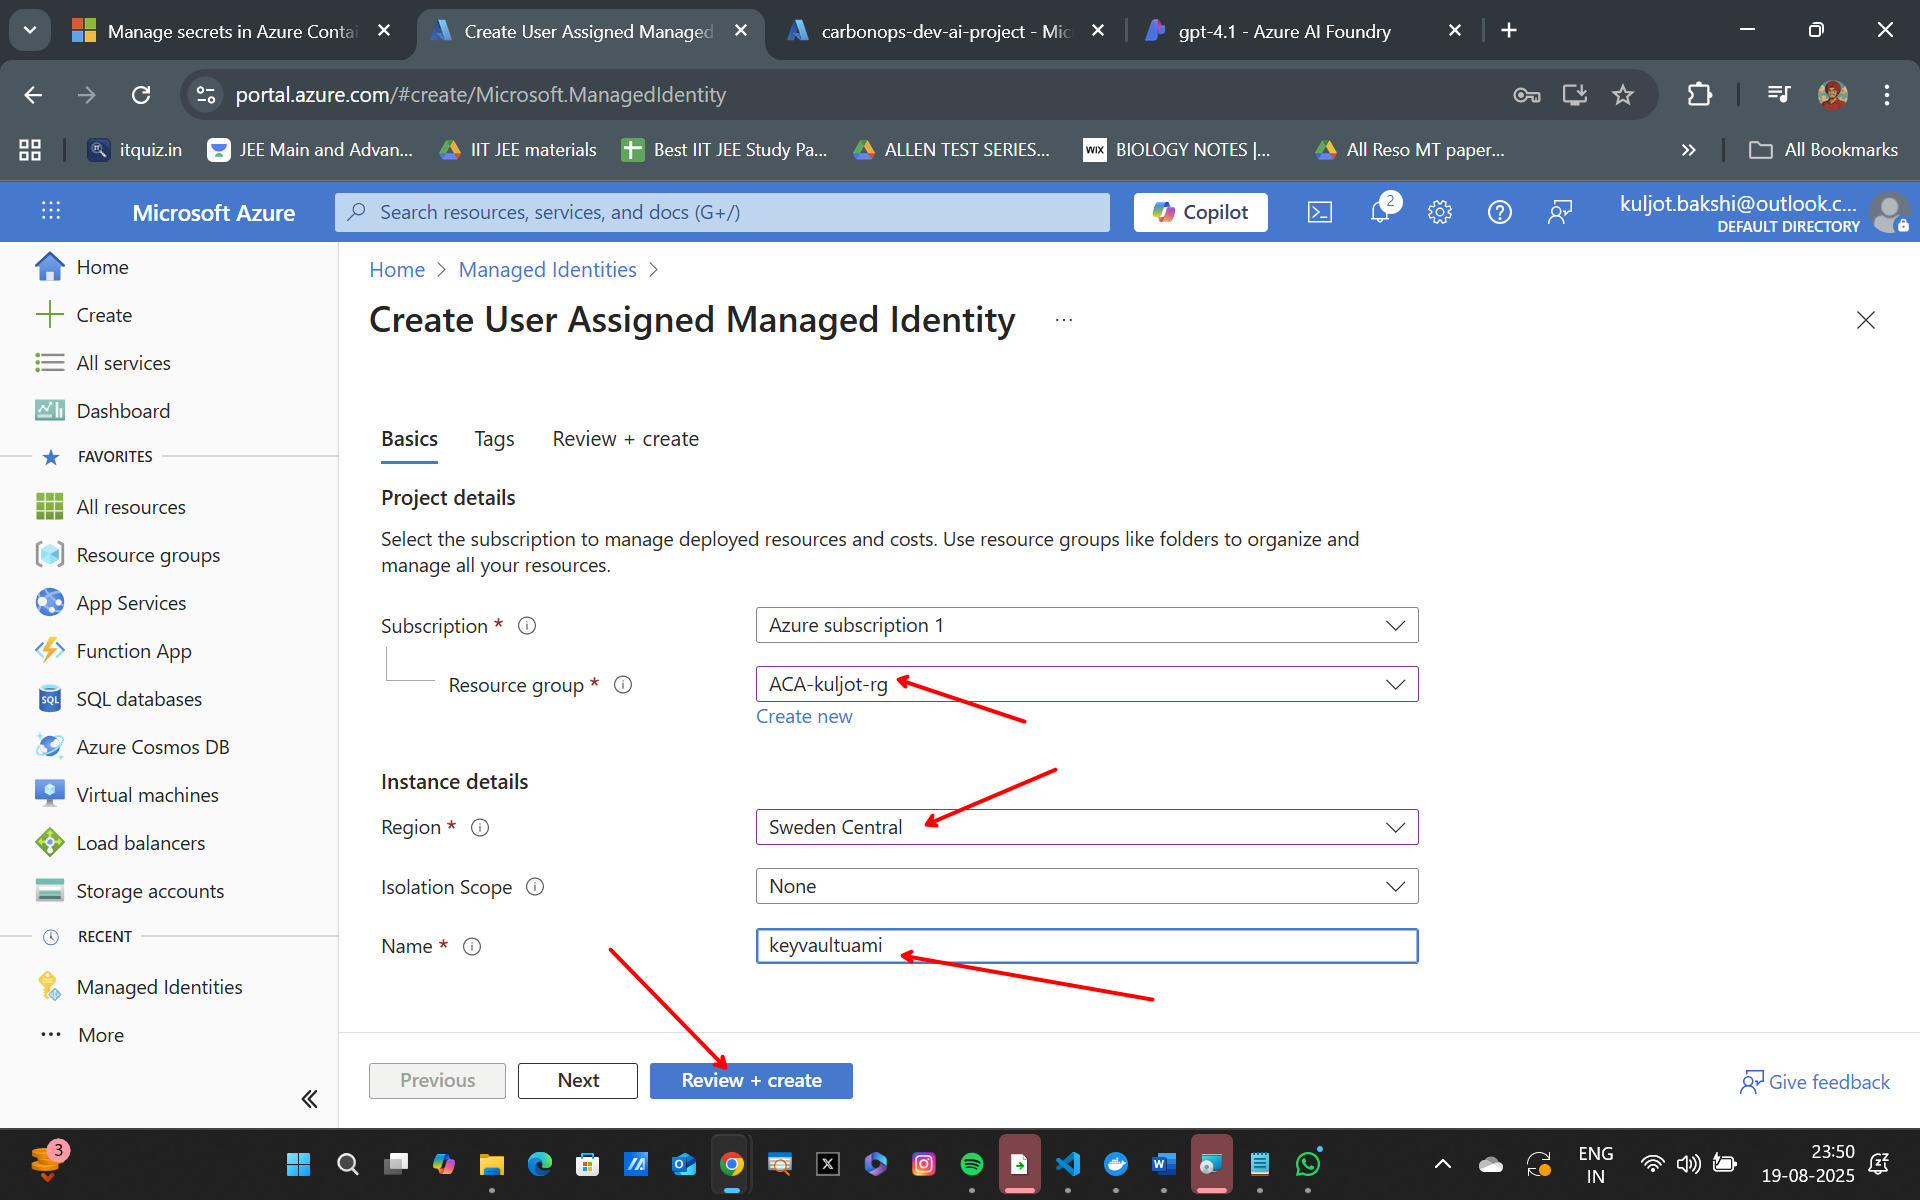 Manage secrets in Azure Contai
Create User Assigned Managed
carbonops-dev-ai-project - Mic
gpt-4.1 - Azure AI Foundry
portal.azure.com/#create/Microsoft.ManagedIdentity
itquiz.in
JEE Main and Advan...
IIT JEE materials
Best IIT JEE Study Pa...
ALLEN TEST SERIES...
WIX
BIOLOGY NOTES |...
All Reso MT paper...
All Bookmarks
Microsoft Azure
Search resources, services, and docs (G+/)
Copilot
2
kuljot.bakshi@outlook.c...
DEFAULT DIRECTORY
Home
Create
All services
Dashboard
FAVORITES
All resources
Resource groups
App Services
Function App
SQL
SQL databases
Azure Cosmos DB
Virtual machines
Load balancers
Storage accounts
RECENT
Managed Identities
More
Home > Managed Identities >
Create User Assigned Managed Identity ...
Basics
Tags
Review + create
Project details
Select the subscription to manage deployed resources and costs. Use resource groups like folders to organize and
manage all your resources.
Subscription *
Azure subscription 1
Resource group *
ACA-kuljot-rg
Create new
Instance details
Region *
Sweden Central
Isolation Scope
None
Name *
keyvaultuami
Previous
Next
Review + create
Give feedback
3
ENG
IN
23:50
19-08-2025